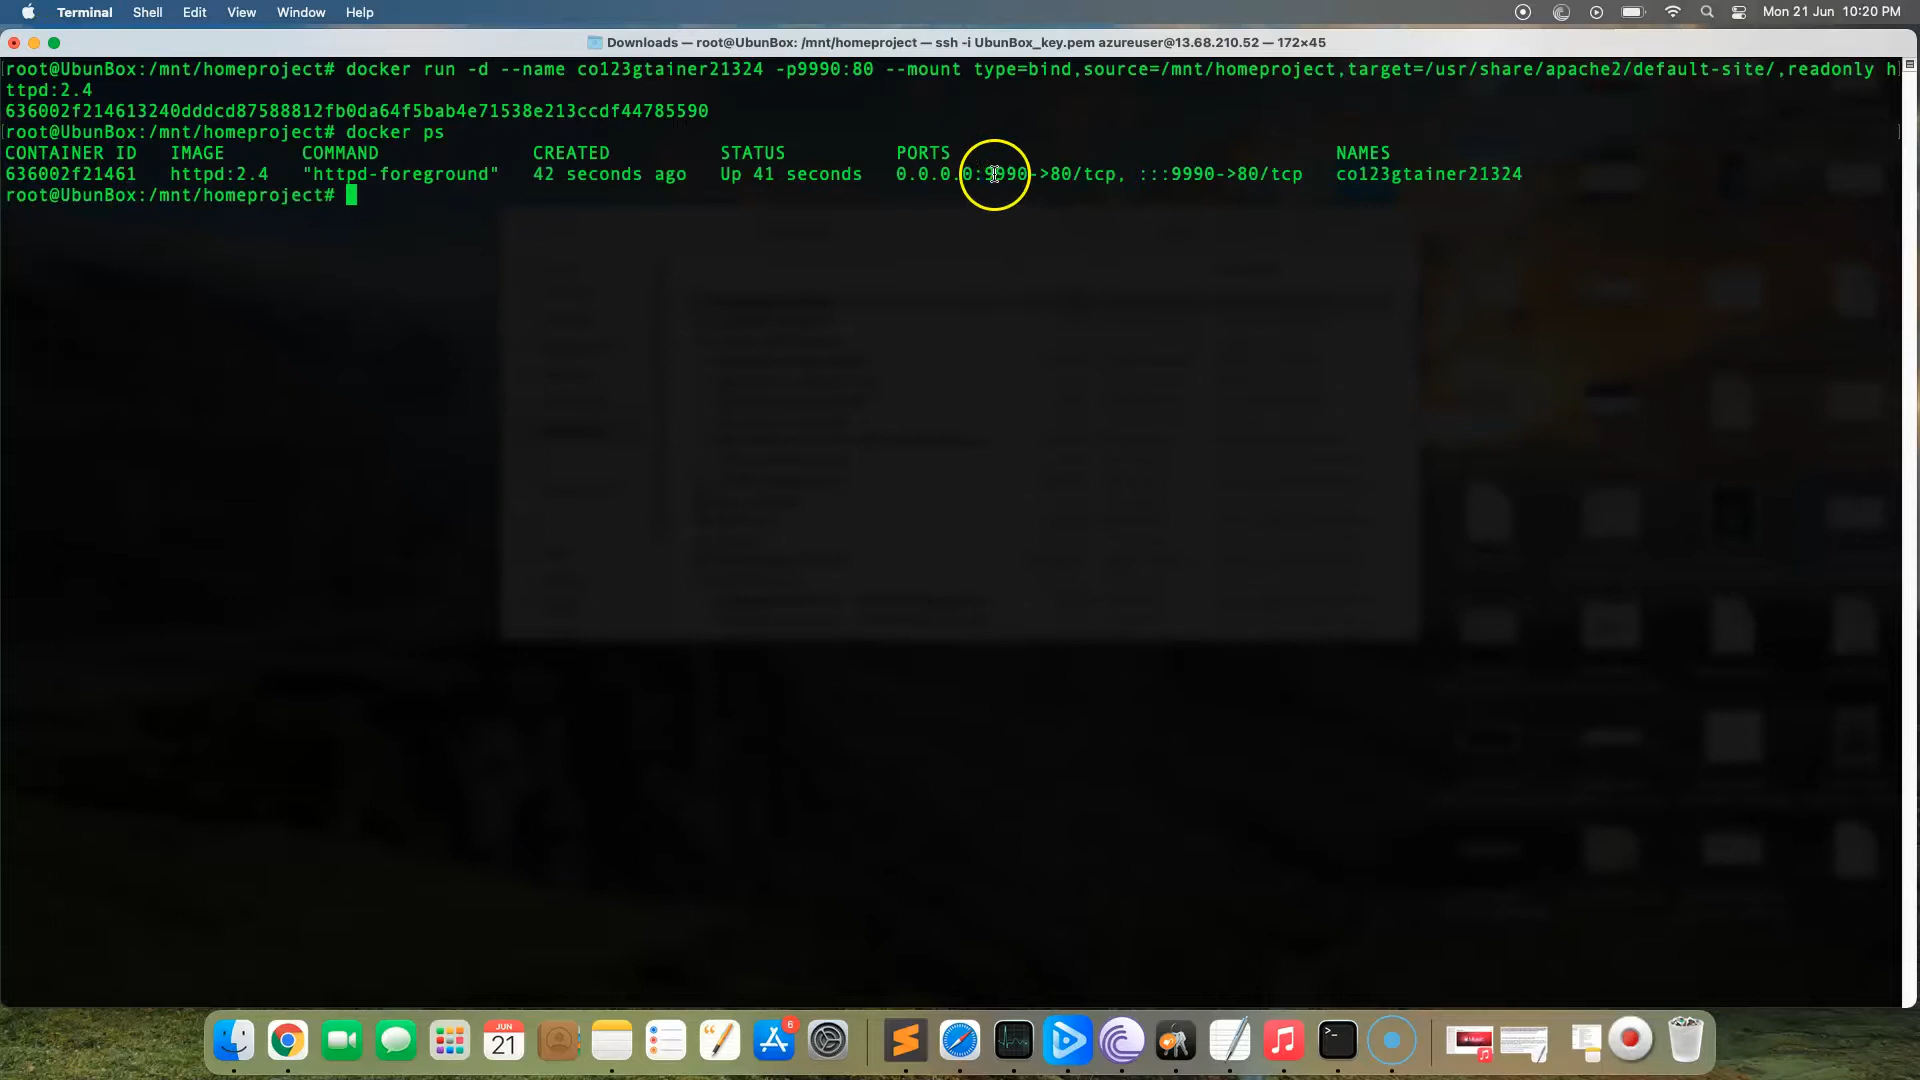 Terminal Shell Edit View Window Help Mon 21 Jun 10:20 PM
Downloads — root@UbunBox: /mnt/homeproject — ssh -i UbunBox_key.pem azureuser@13.68.210.52 — 172×45
root@UbunBox:/mnt/homeproject# docker run -d --name co123gtainer21324 -p9990:80 --mount type=bind,source=/mnt/homeproject,target=/usr/share/apache2/default-site/,readonly h
ttpd:2.4
636002f214613240dddcd87588812fb0da64f5bab4e71538e213ccdf44785590
root@UbunBox:/mnt/homeproject# docker ps
CONTAINER ID IMAGE COMMAND CREATED STATUS PORTS NAMES
636002f21461 httpd:2.4 "httpd-foreground" 42 seconds ago Up 41 seconds 0.0.0.0:9990->80/tcp, :::9990->80/tcp co123gtainer21324
root@UbunBox:/mnt/homeproject#
JUN
21
6